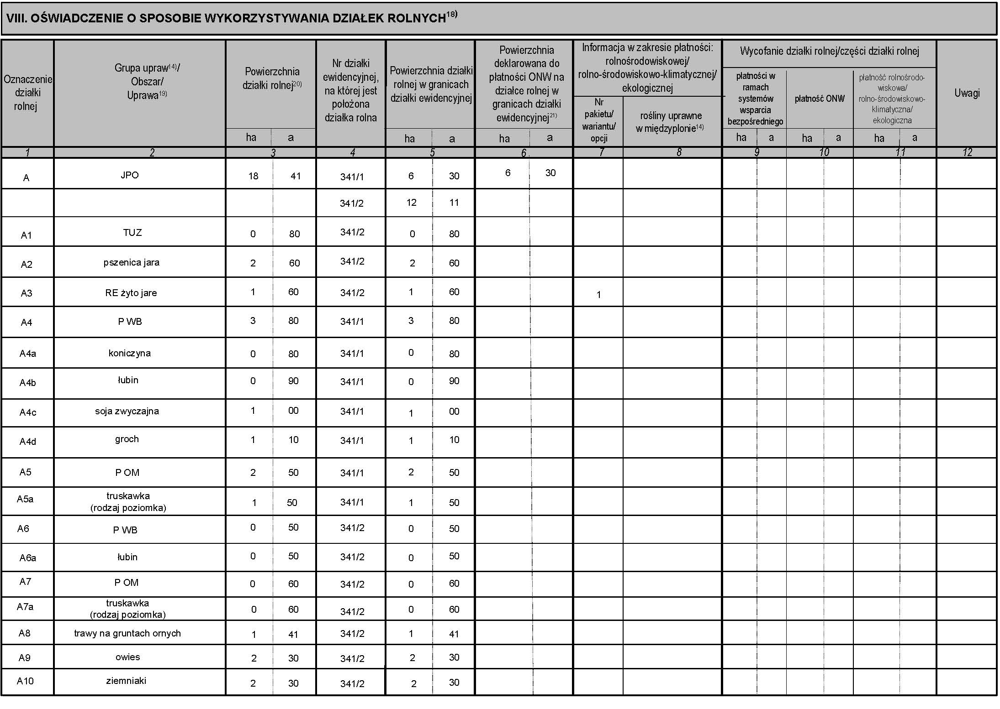 VIII. OŚWIADCZENIE O SPOSOBIE WYKORZYSTYWANIA DZIAŁEK ROLNYCH18)
Oznaczenie
działki
rolnej
Grupa upraw14)/
Obszar/
Uprawa19)
Powierzchnia
działki rolnej20)
ha a
Nr działki
ewidencyjnej,
na której jest
położona
działka rolna
Powierzchnia działki
rolnej w granicach
działki ewidencyjnej
ha a
Powierzchnia
deklarowana do
płatności ONW na
działce rolnej w
granicach działki
ewidencyjnej21)
ha a
Informacja w zakresie płatności:
rolnośrodowiskowej/
rolno-środowiskowo-klimatycznej/
ekologicznej
Nr
pakietu/
wariantu/
opcji
rośliny uprawne
w międzyplonie14)
Wycofanie działki rolnej/części działki rolnej
płatności w
ramach
systemów
wsparcia
bezpośredniego
ha a
płatność ONW
ha a
płatność rolnośrodo-
wiskowa/
rolno-środowiskowo-
klimatyczna/
ekologiczna
ha a
Uwagi
1 2 3 4 5 6 7 8 9 10 11 12
A JPO 18 41 341/1 6 30 6 30
341/2 12 11
A1 TUZ 0 80 341/2 0 80
A2 pszenica jara 2 60 341/2 2 60
A3 RE żyto jare 1 60 341/2 1 60 1
A4 P WB 3 80 341/1 3 80
A4a koniczyna 0 80 341/1 0 80
A4b łubin 0 90 341/1 0 90
A4c soja zwyczajna 1 00 341/1 1 00
A4d groch 1 10 341/1 1 10
A5 P OM 2 50 341/1 2 50
A5a truskawka
(rodzaj poziomka) 1 50 341/1 1 50
A6 P WB 0 50 341/2 0 50
A6a łubin 0 50 341/2 0 50
A7 P OM 0 60 341/2 0 60
A7a truskawka
(rodzaj poziomka) 0 60 341/2 0 60
A8 trawy na gruntach ornych 1 41 341/2 1 41
A9 owies 2 30 341/2 2 30
A10 ziemniaki 2 30 341/2 2 30